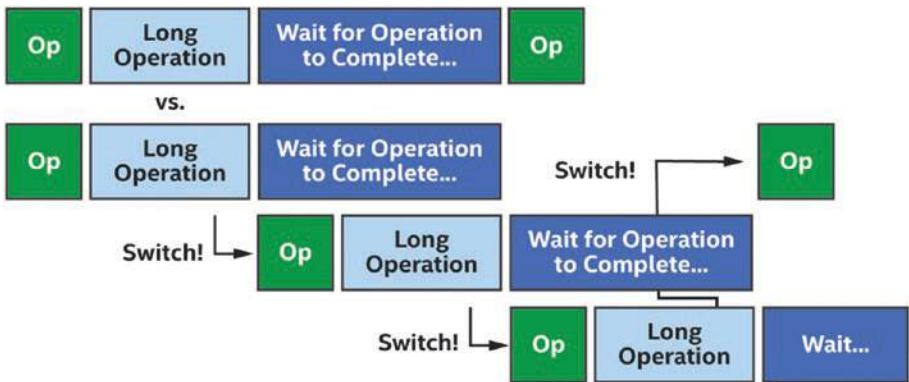 Op
Long
Operation
Wait for Operation
to Complete...
Op
vs.
Op
Long
Operation
Wait for Operation
to Complete...
Switch!
Op
Switch!
Op
Long
Operation
Wait for Operation
to Complete...
Switch!
Op
Long
Operation
Wait...